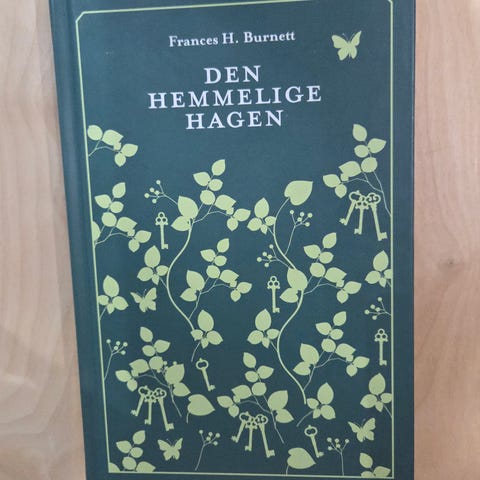 Frances H. Burnett
DEN
HEMMELIGE
HAGEN